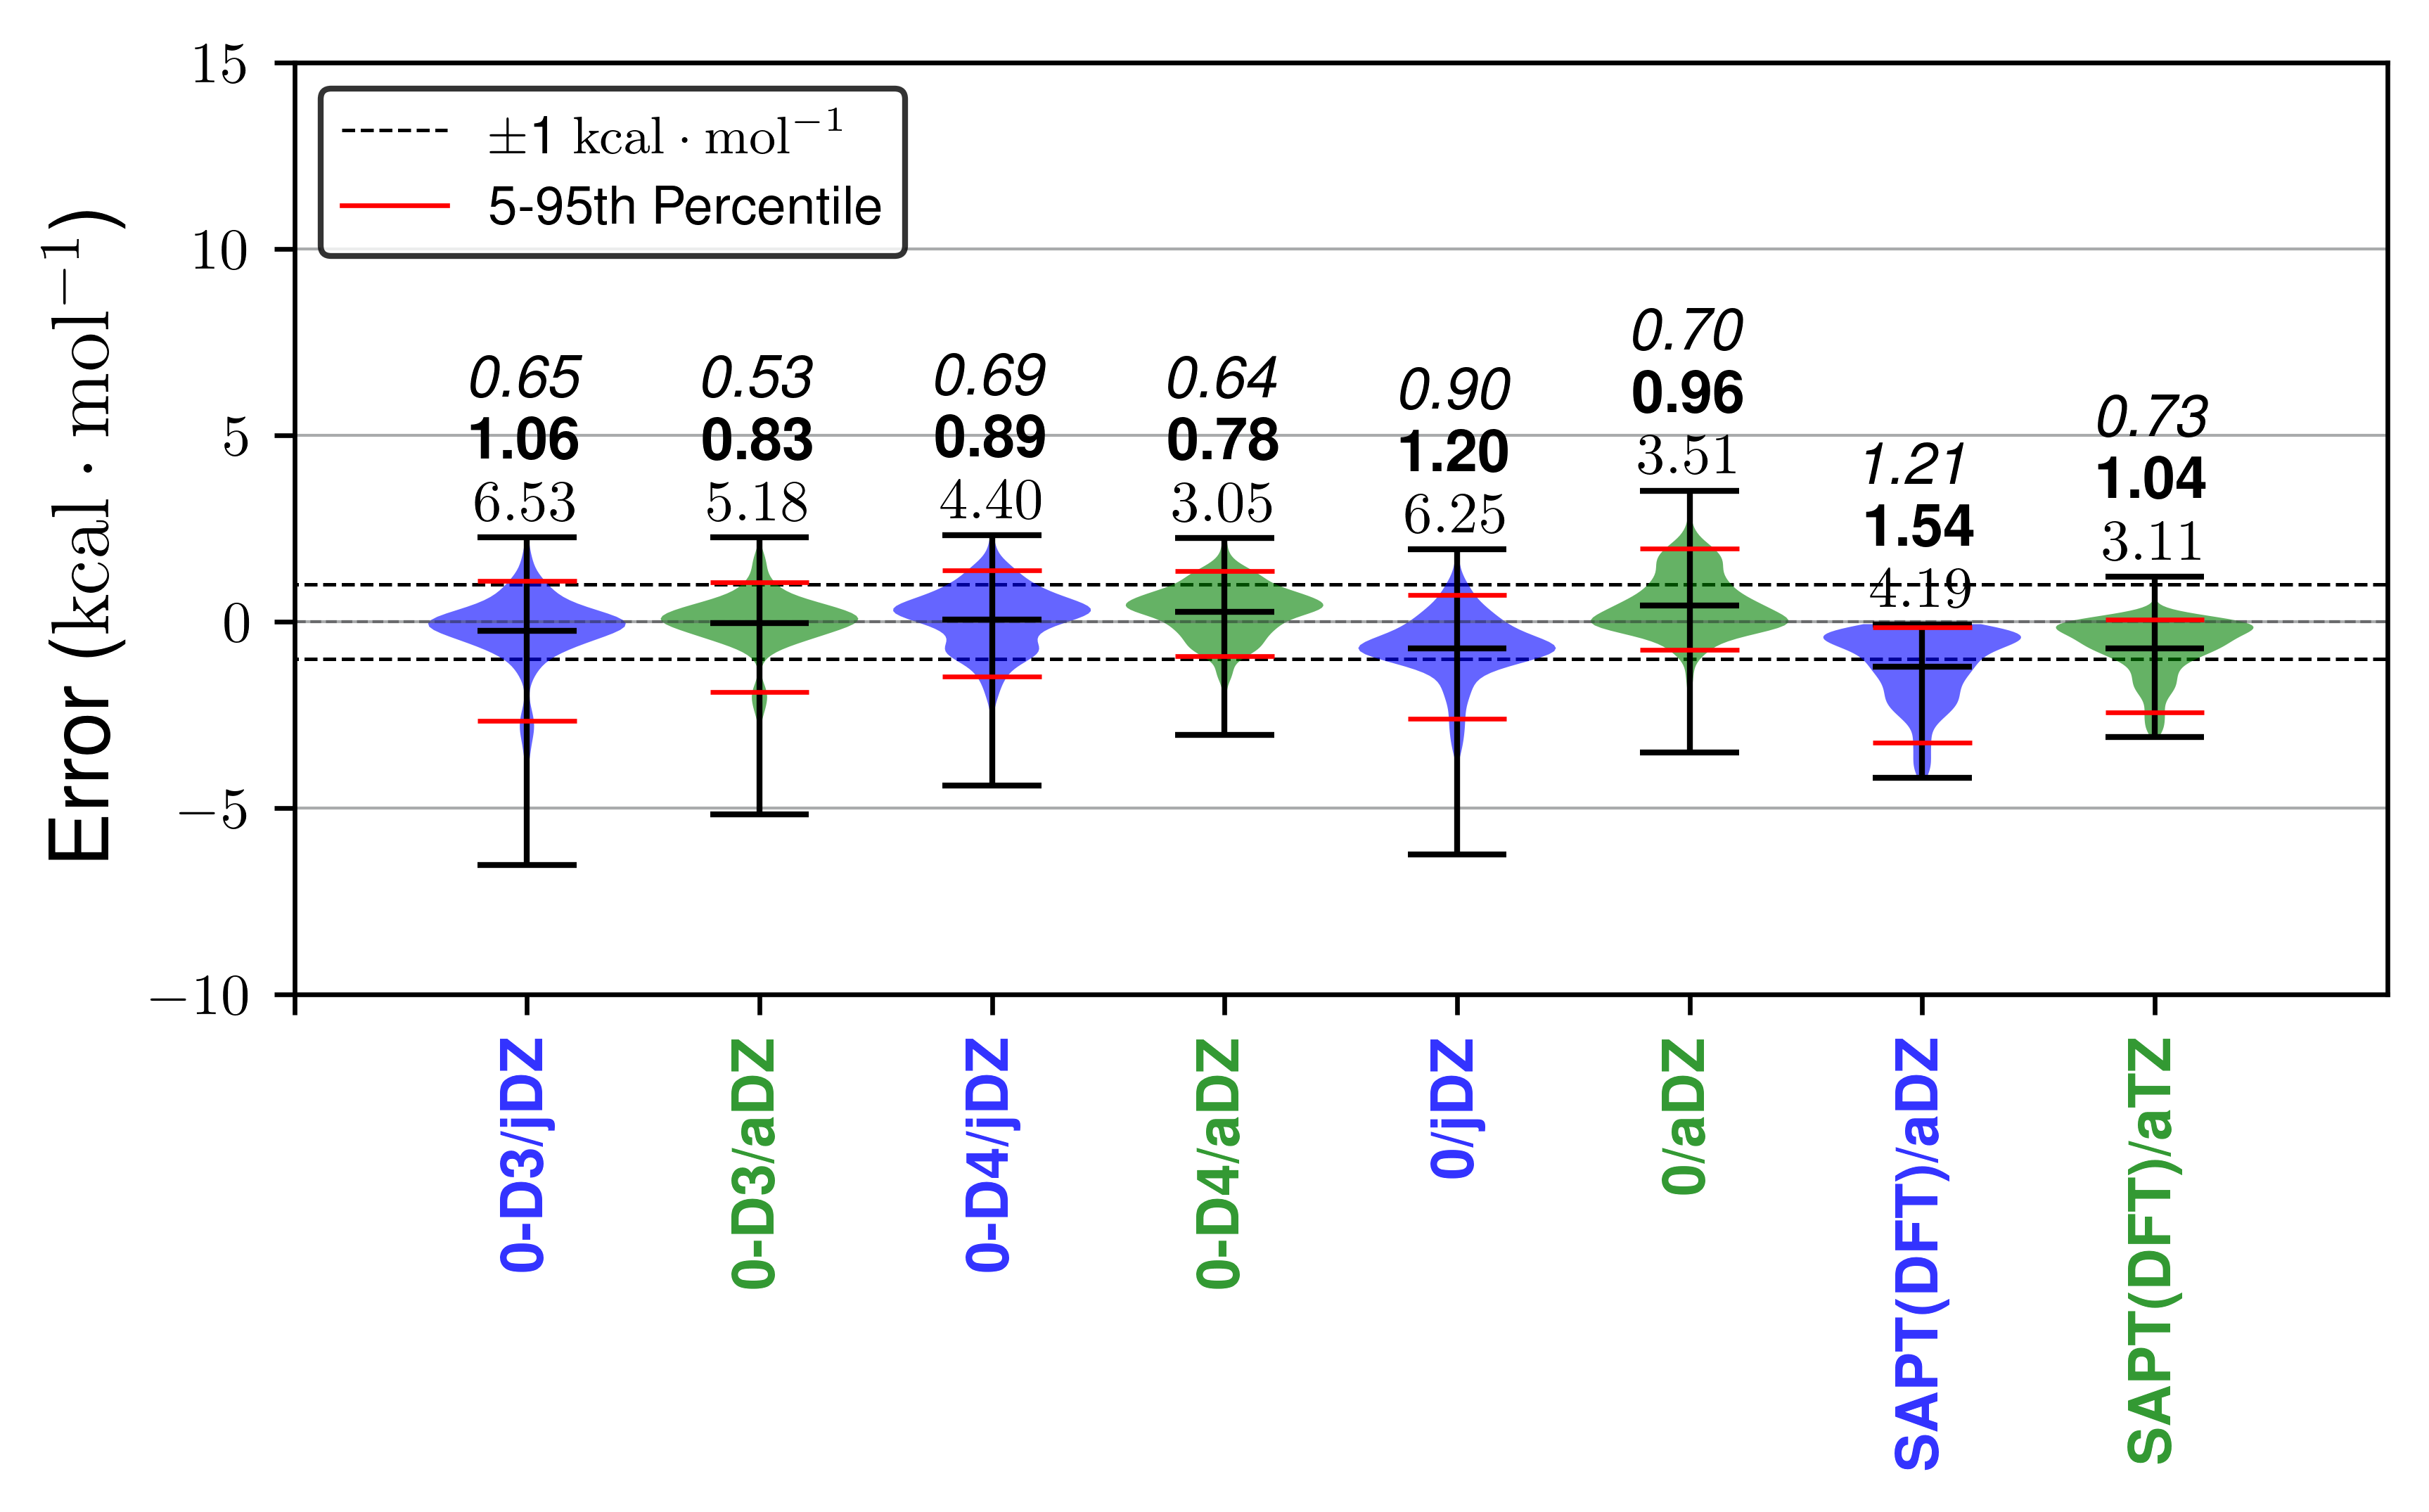 Error (kcal · mol⁻¹)
15
10
5
0
−5
−10
±1 kcal · mol⁻¹
5-95th Percentile
0.65
1.06
6.53
0.53
0.83
5.18
0.69
0.89
4.40
0.64
0.78
3.05
0.90
1.20
6.25
0.70
0.96
3.51
1.21
1.54
4.19
0.73
1.04
3.11
0-D3/jDZ
0-D3/aDZ
0-D4/jDZ
0-D4/aDZ
0/jDZ
0/aDZ
SAPT(DFT)/aDZ
SAPT(DFT)/aTZ